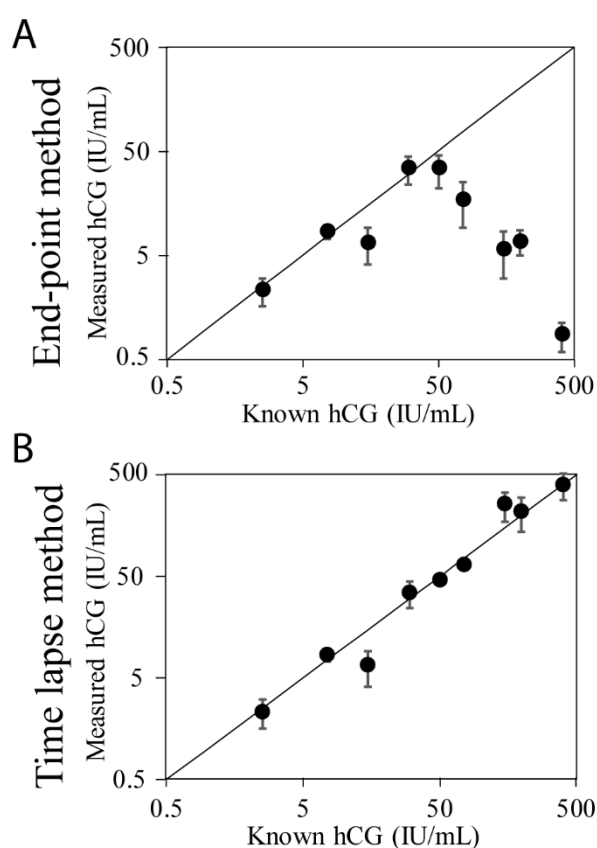 A
End-point method
Measured hCG (IU/mL)
500
50
5
0.5
0.5 5 50 500
Known hCG (IU/mL)
B
Time lapse method
Measured hCG (IU/mL)
500
50
5
0.5
0.5 5 50 500
Known hCG (IU/mL)